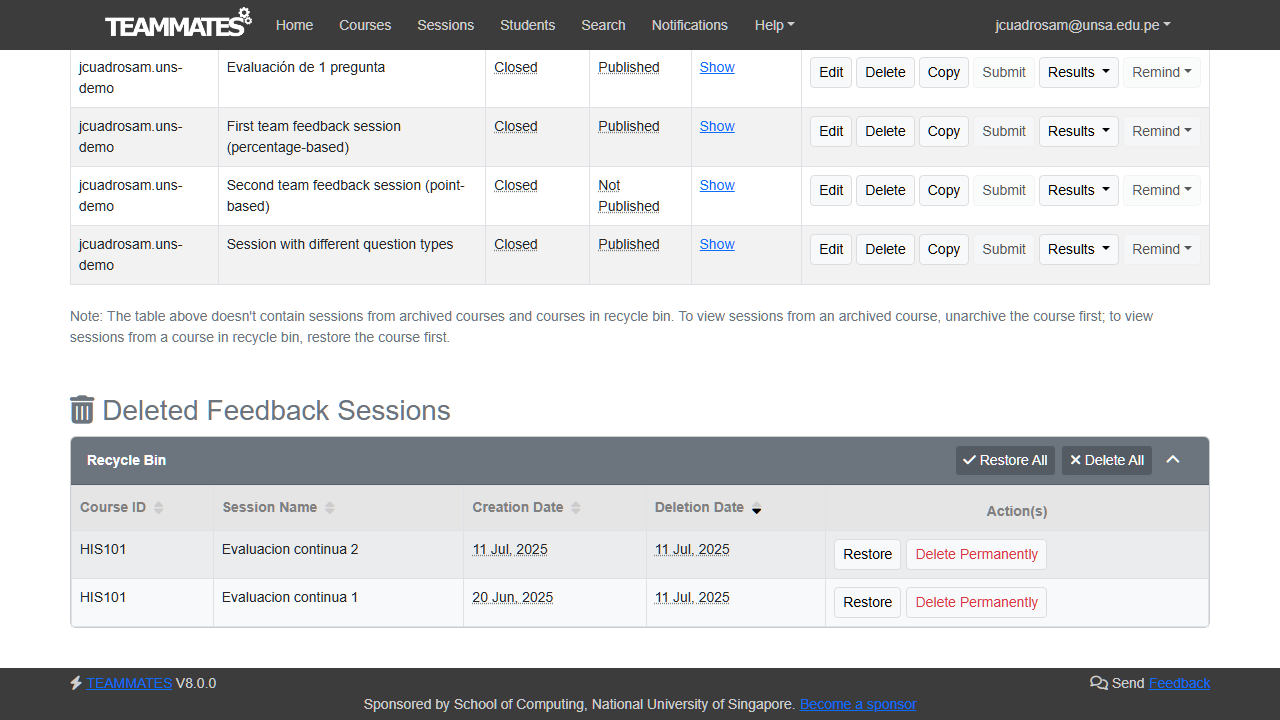 TEAMMATES Home Courses Sessions Students Search Notifications Help jcuadrosam@unsa.edu.pe
jcuadrosam.uns- Evaluación de 1 pregunta Closed Published Show Edit Delete Copy Submit Results Remind
demo
jcuadrosam.uns- First team feedback session Closed Published Show Edit Delete Copy Submit Results Remind
demo (percentage-based)
jcuadrosam.uns- Second team feedback session (point- Closed Not Show Edit Delete Copy Submit Results Remind
demo based) Published
jcuadrosam.uns- Session with different question types Closed Published Show Edit Delete Copy Submit Results Remind
demo
Note: The table above doesn't contain sessions from archived courses and courses in recycle bin. To view sessions from an archived course, unarchive the course first; to view
sessions from a course in recycle bin, restore the course first.
Deleted Feedback Sessions
Recycle Bin Restore All Delete All
Course ID Session Name Creation Date Deletion Date Action(s)
HIS101 Evaluacion continua 2 11 Jul, 2025 11 Jul, 2025 Restore Delete Permanently
HIS101 Evaluacion continua 1 20 Jun, 2025 11 Jul, 2025 Restore Delete Permanently
TEAMMATES V8.0.0 Send Feedback
Sponsored by School of Computing, National University of Singapore. Become a sponsor